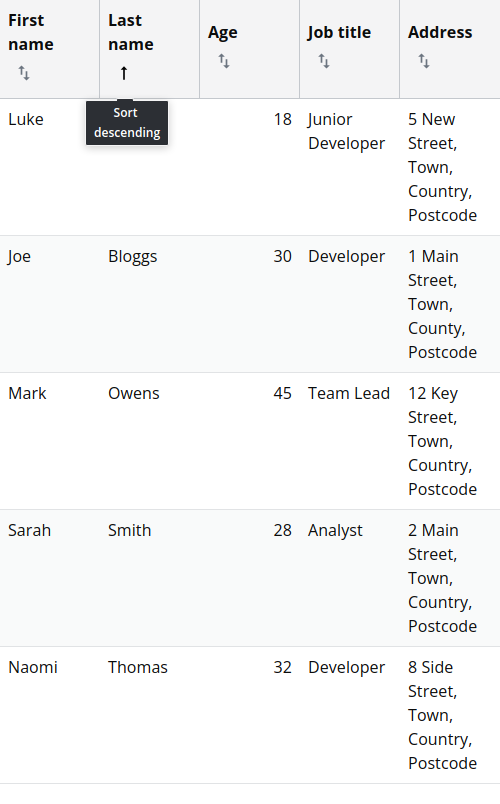 First name
Last name
Age
Job title
Address
Sort descending
Luke
18
Junior Developer
5 New Street, Town, Country, Postcode
Joe
Bloggs
30
Developer
1 Main Street, Town, County, Postcode
Mark
Owens
45
Team Lead
12 Key Street, Town, Country, Postcode
Sarah
Smith
28
Analyst
2 Main Street, Town, Country, Postcode
Naomi
Thomas
32
Developer
8 Side Street, Town, Country, Postcode